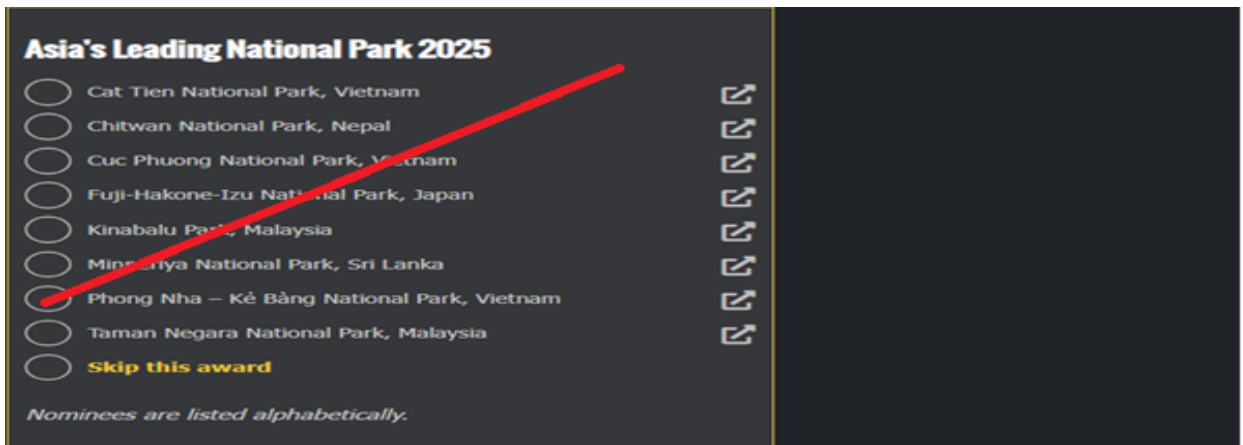 Asia's Leading National Park 2025
Cat Tien National Park, Vietnam
Chitwan National Park, Nepal
Cuc Phuong National Park, Vietnam
Fuji-Hakone-Izu National Park, Japan
Kinabalu Park, Malaysia
Minneriya National Park, Sri Lanka
Phong Nha – Kẻ Bàng National Park, Vietnam
Taman Negara National Park, Malaysia
Skip this award
Nominees are listed alphabetically.